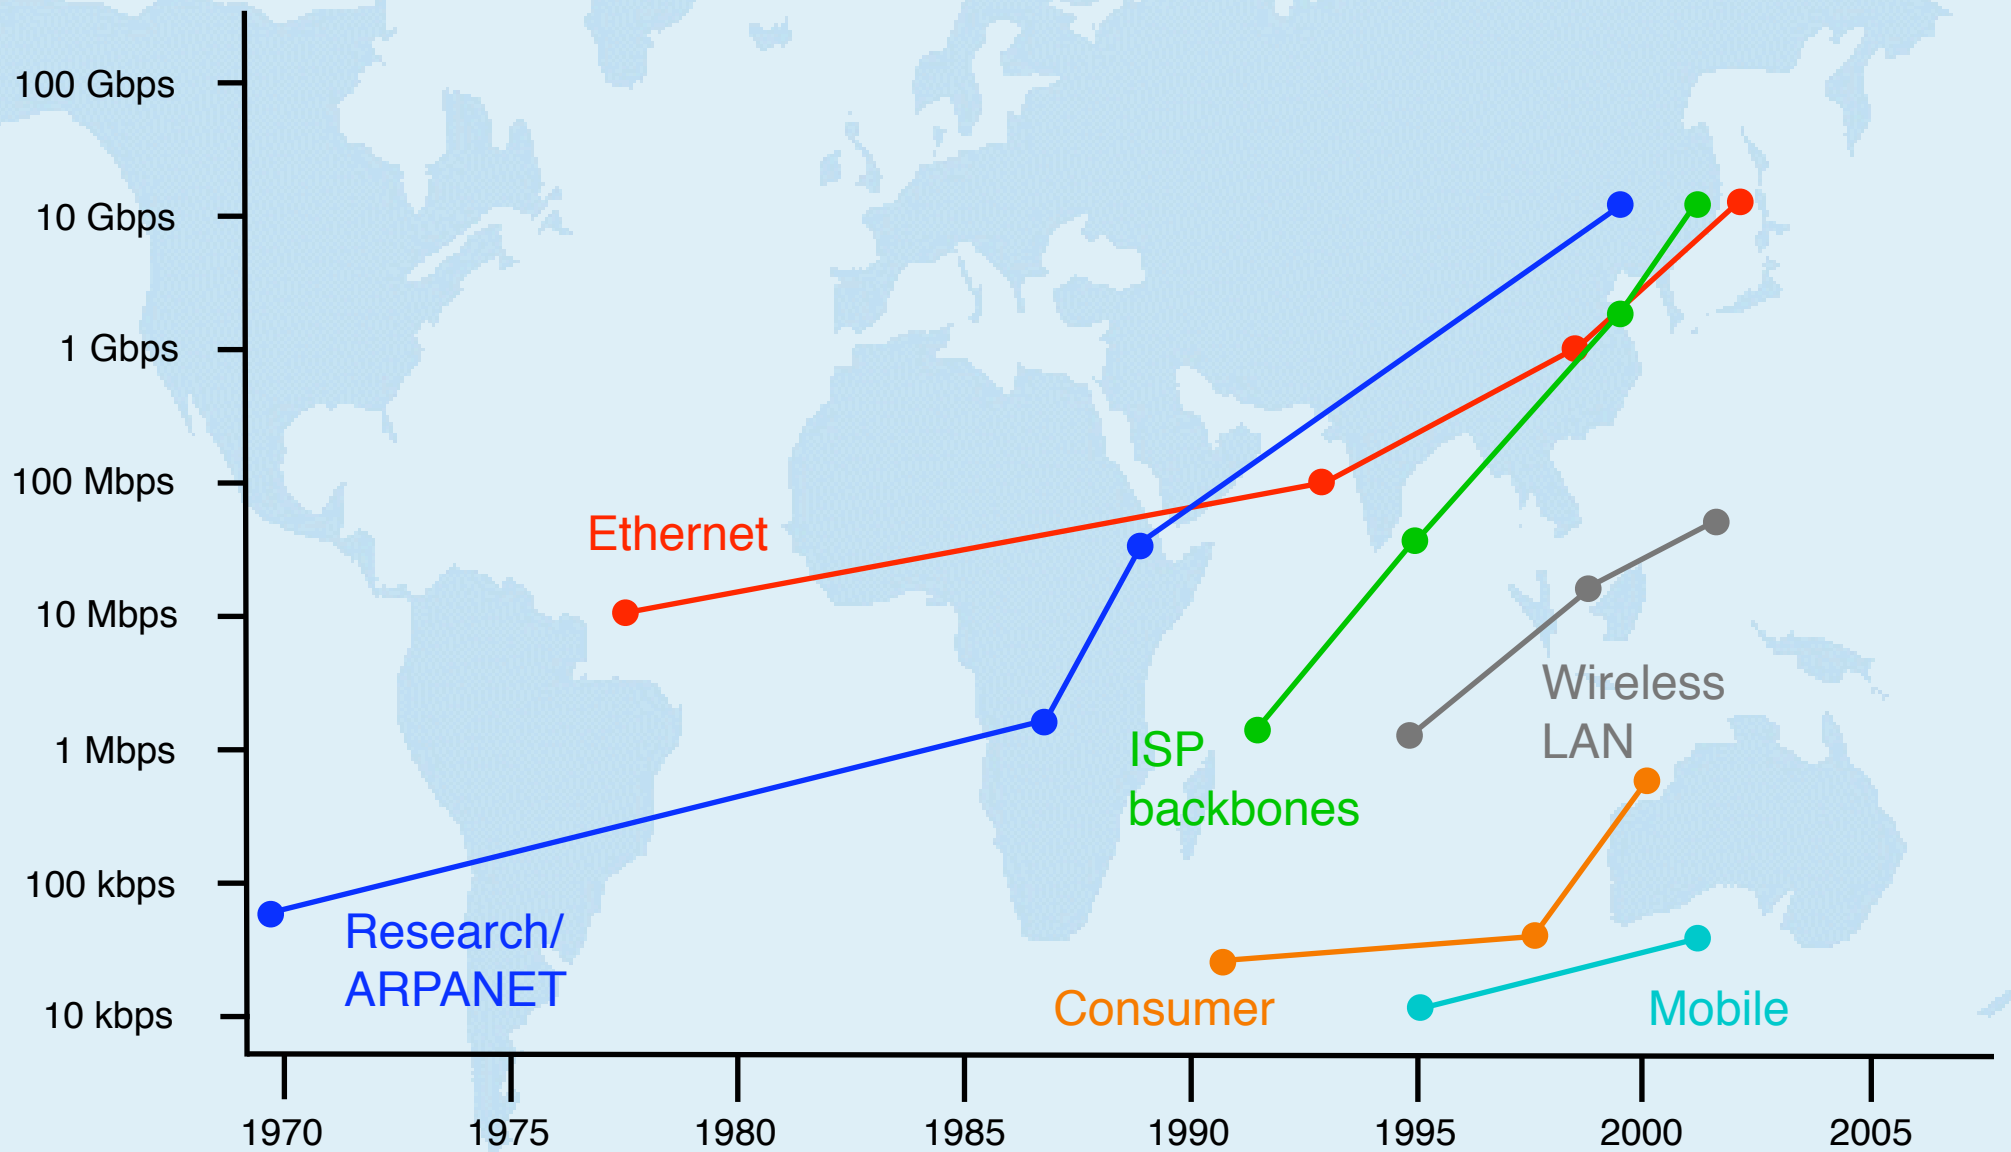 100 Gbps
10 Gbps
1 Gbps
100 Mbps
10 Mbps
1 Mbps
100 kbps
10 kbps
Ethernet
Research/
ARPANET
ISP
backbones
Wireless
LAN
Consumer
Mobile
1970
1975
1980
1985
1990
1995
2000
2005